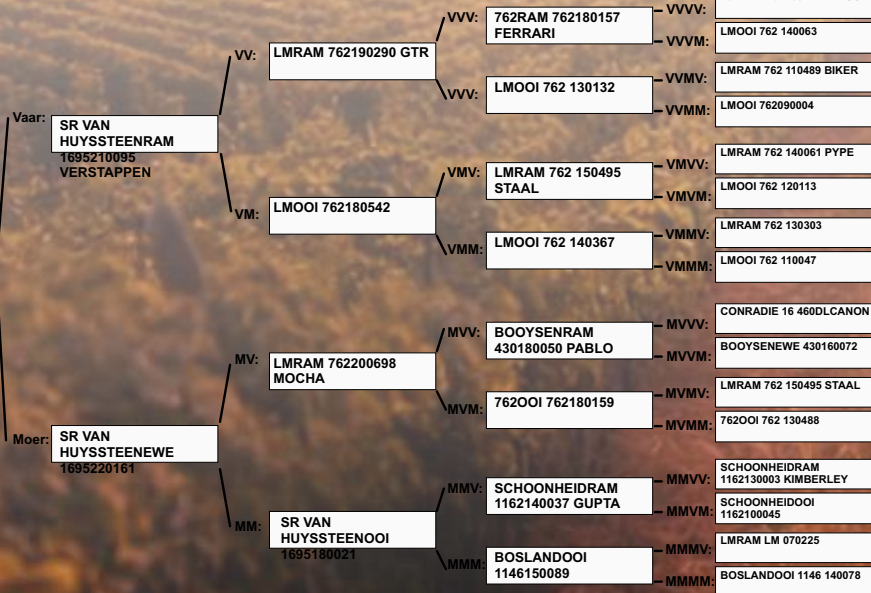 VVV:
762RAM 762180157
FERRARI
VVVV:
VVVM:
LMOOI 762 140063
VV:
LMRAM 762190290 GTR
VVV:
LMOOI 762 130132
VVMV:
LMRAM 762 110489 BIKER
VVMM:
LMOOI 762090004
Vaar:
SR VAN
HUYSSTEENRAM
1695210095
VERSTAPPEN
VM:
LMOOI 762180542
VMV:
LMRAM 762 150495
STAAL
VMVV:
LMRAM 762 140061 PYPE
VMVM:
LMOOI 762 120113
VMM:
LMOOI 762 140367
VMMV:
LMRAM 762 130303
VMMM:
LMOOI 762 110047
Moer:
SR VAN
HUYSSTEENEWE
1695220161
MV:
LMRAM 762200698
MOCHA
MVV:
BOOYSENRAM
430180050 PABLO
MVVV:
CONRADIE 16 460DLCANON
MVVM:
BOOYSENEWE 430160072
MVM:
762OOI 762180159
MVMV:
LMRAM 762 150495 STAAL
MVMM:
762OOI 762 130488
MM:
SR VAN
HUYSSTEENOOI
1695180021
MMV:
SCHOONHEIDRAM
1162140037 GUPTA
MMVV:
SCHOONHEIDRAM
1162130003 KIMBERLEY
MMVM:
SCHOONHEIDOOI
1162100045
MMM:
BOSLANDOOI
1146150089
MMMV:
LMRAM LM 070225
MMMM:
BOSLANDOOI 1146 140078